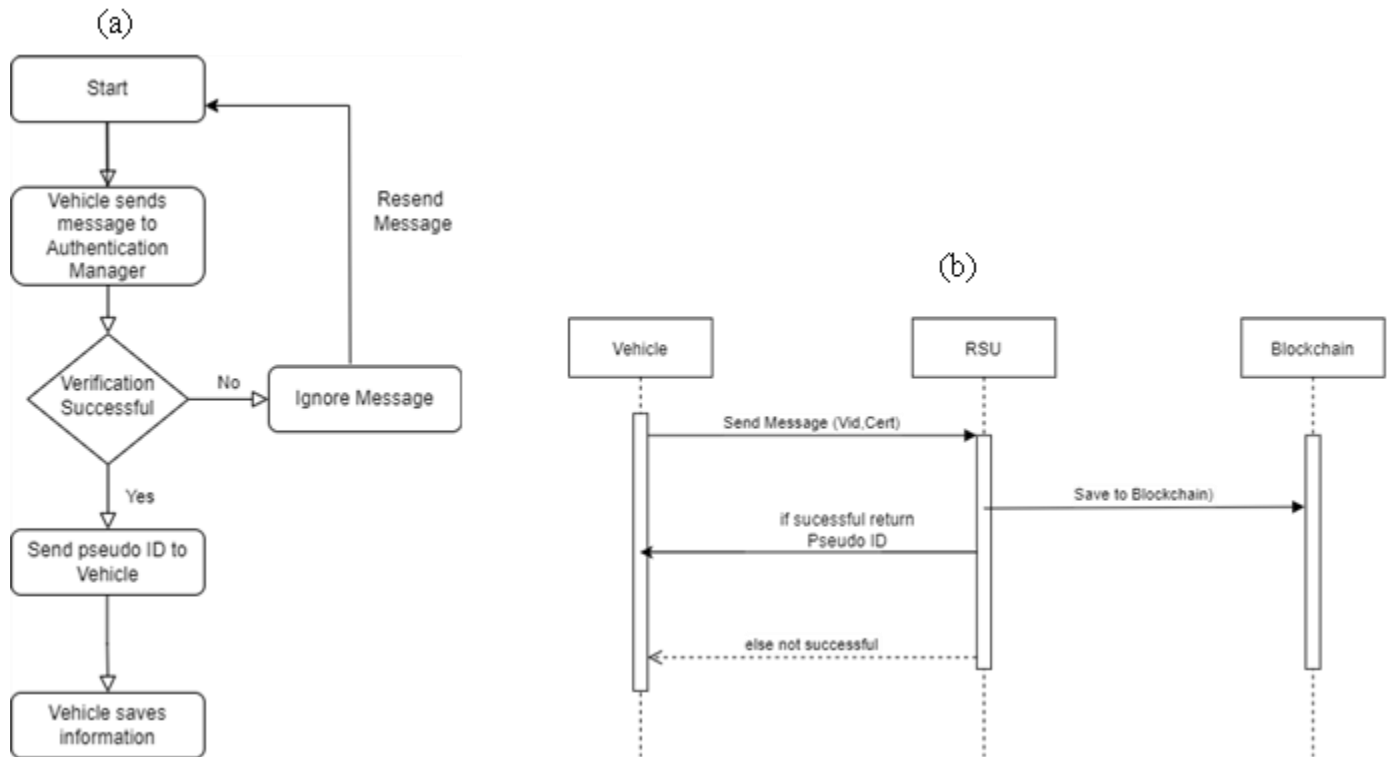 (a)
Start
Vehicle sends
message to
Authentication
Manager
Resend
Message
Verification
Successful
No
Ignore Message
Yes
Send pseudo ID to
Vehicle
Vehicle saves
information
(b)
Vehicle
RSU
Blockchain
Send Message (Vid,Cert)
Save to Blockchain)
if sucessful return
Pseudo ID
else not successful